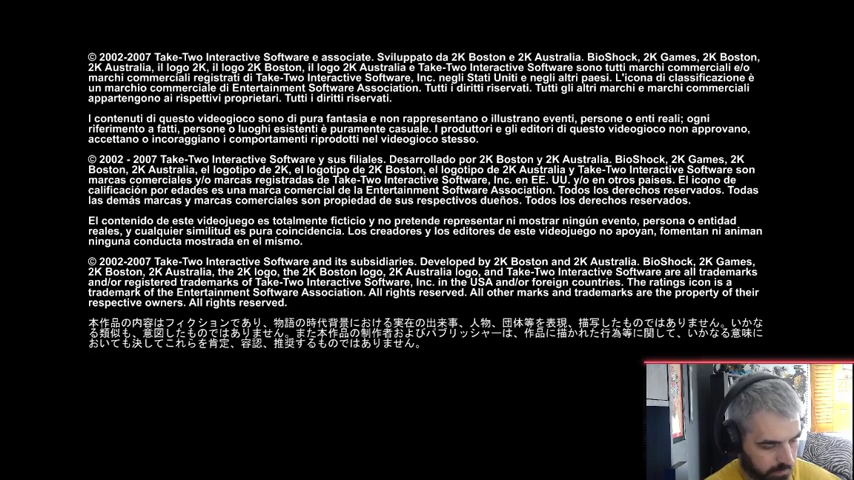 © 2002-2007 Take-Two Interactive Software e associate. Sviluppato da 2K Boston e 2K Australia. BioShock, 2K Games, 2K Boston,
2K Australia, il logo 2K, il logo 2K Boston, il logo 2K Australia e Take-Two Interactive Software sono tutti marchi commerciali e/o
marchi commerciali registrati di Take-Two Interactive Software, Inc. negli Stati Uniti e negli altri paesi. L'icona di classificazione è
un marchio commerciale di Entertainment Software Association. Tutti i diritti riservati. Tutti gli altri marchi e marchi commerciali
appartengono ai rispettivi proprietari. Tutti i diritti riservati.
I contenuti di questo videogioco sono di pura fantasia e non rappresentano o illustrano eventi, persone o enti reali; ogni
riferimento a fatti, persone o luoghi esistenti è puramente casuale. I produttori e gli editori di questo videogioco non approvano,
accettano o incoraggiano i comportamenti riprodotti nel videogioco stesso.
© 2002 - 2007 Take-Two Interactive Software y sus filiales. Desarrollado por 2K Boston y 2K Australia. BioShock, 2K Games, 2K
Boston, 2K Australia, el logotipo de 2K, el logotipo de 2K Boston, el logotipo de 2K Australia y Take-Two Interactive Software son
marcas comerciales y/o marcas registradas de Take-Two Interactive Software, Inc. en EE. UU. y/o en otros países. El icono de
calificación por edades es una marca comercial de la Entertainment Software Association. Todos los derechos reservados. Todas
las demás marcas y marcas comerciales son propiedad de sus respectivos dueños. Todos los derechos reservados.
El contenido de este videojuego es totalmente ficticio y no pretende representar ni mostrar ningún evento, persona o entidad
reales, y cualquier similitud es pura coincidencia. Los creadores y los editores de este videojuego no apoyan, fomentan ni animan
ninguna conducta mostrada en el mismo.
© 2002-2007 Take-Two Interactive Software and its subsidiaries. Developed by 2K Boston and 2K Australia. BioShock, 2K Games,
2K Boston, 2K Australia, the 2K logo, the 2K Boston logo, 2K Australia logo, and Take-Two Interactive Software are all trademarks
and/or registered trademarks of Take-Two Interactive Software, Inc. in the USA and/or foreign countries. The ratings icon is a
trademark of the Entertainment Software Association. All rights reserved. All other marks and trademarks are the property of their
respective owners. All rights reserved.
本作品の内容はフィクションであり、物語の時代背景における実在の出来事、人物、団体等を表現、描写したものではありません。いかな
る類似も、意図したものではありません。また本作品の制作者およびパブリッシャーは、作品に描かれた行為等に関して、いかなる意味に
おいても決してこれらを肯定、容認、推奨するものではありません。